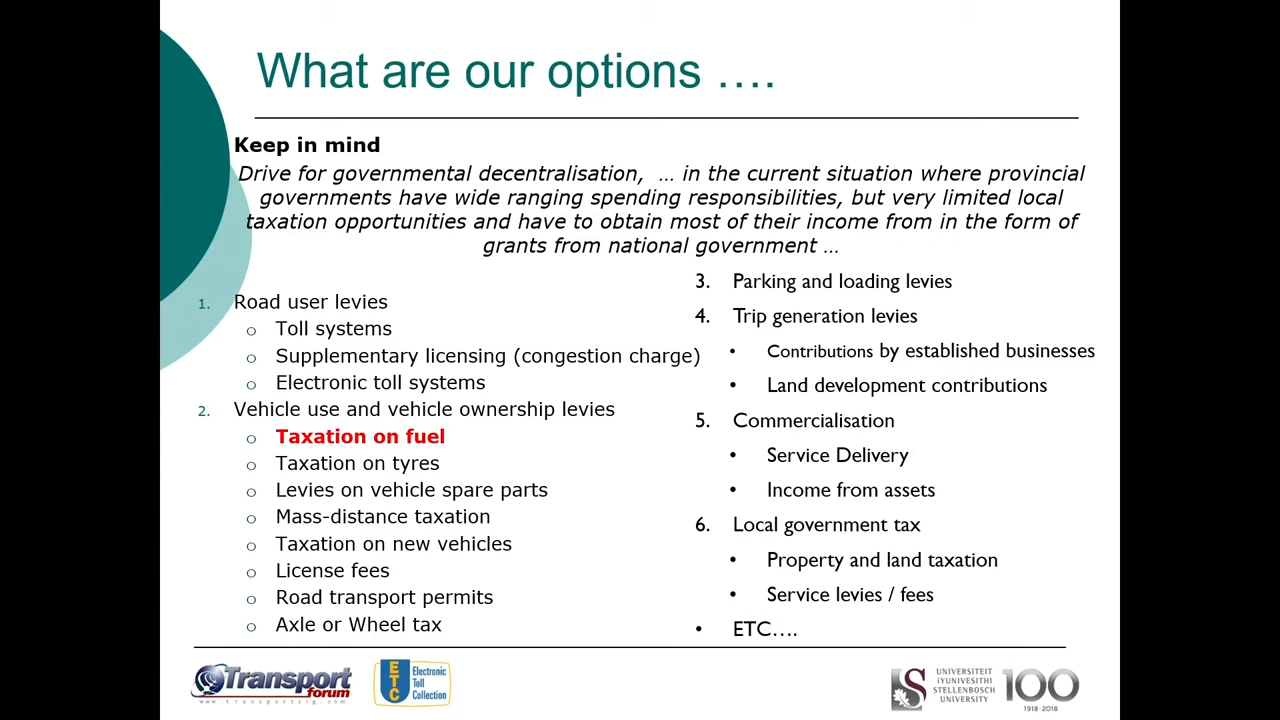 What are our options ....
Keep in mind
Drive for governmental decentralisation, ... in the current situation where provincial
governments have wide ranging spending responsibilities, but very limited local
taxation opportunities and have to obtain most of their income from in the form of
grants from national government ...
1. Road user levies
o Toll systems
o Supplementary licensing (congestion charge)
o Electronic toll systems
2. Vehicle use and vehicle ownership levies
o Taxation on fuel
o Taxation on tyres
o Levies on vehicle spare parts
o Mass-distance taxation
o Taxation on new vehicles
o License fees
o Road transport permits
o Axle or Wheel tax
3. Parking and loading levies
4. Trip generation levies
• Contributions by established businesses
• Land development contributions
5. Commercialisation
• Service Delivery
• Income from assets
6. Local government tax
• Property and land taxation
• Service levies / fees
• ETC....
Transport
forum
www.transportsig.com
ETC
Electronic
Toll
Collection
UNIVERSITEIT
iYUNIVESITHI
STELLENBOSCH
UNIVERSITY
100
1918·2018